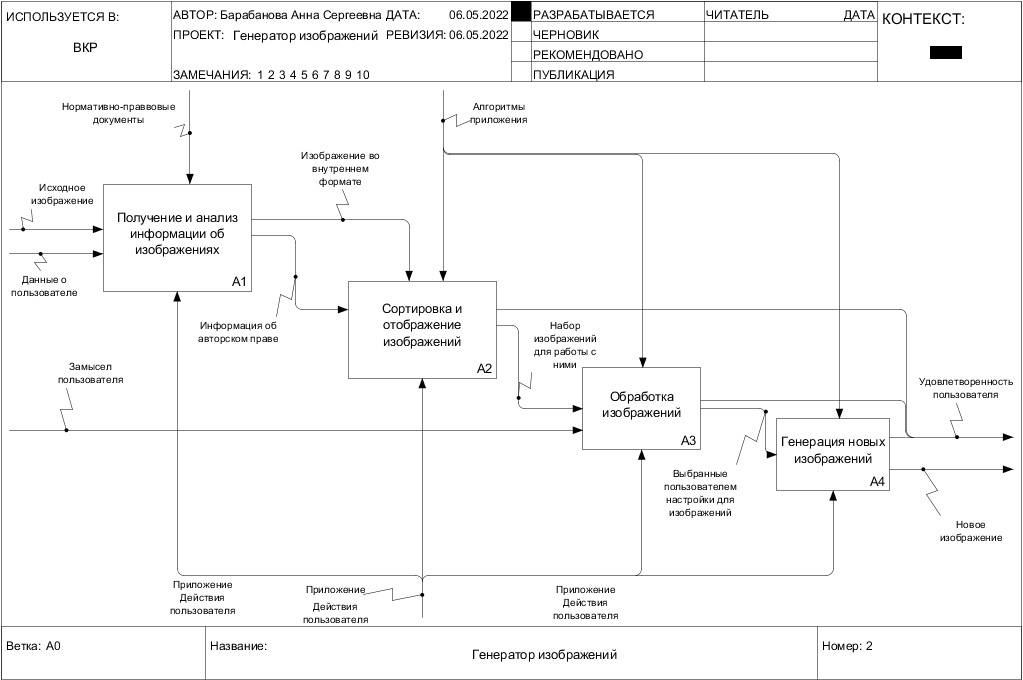 ИСПОЛЬЗУЕТСЯ В:
ВКР
АВТОР: Барабанова Анна Сергеевна ДАТА: 06.05.2022
ПРОЕКТ: Генератор изображений РЕВИЗИЯ: 06.05.2022
ЗАМЕЧАНИЯ: 1 2 3 4 5 6 7 8 9 10
РАЗРАБАТЫВАЕТСЯ
ЧЕРНОВИК
РЕКОМЕНДОВАНО
ПУБЛИКАЦИЯ
ЧИТАТЕЛЬ ДАТА
КОНТЕКСТ:
Нормативно-праввовые
документы
Алгоритмы
приложения
Изображение во
внутреннем
формате
Исходное
изображение
Получение и анализ
информации об
изображениях
A1
Данные о
пользователе
Информация об
авторском праве
Сортировка и
отображение
изображений
A2
Набор
изображений
для работы с
ними
Замысел
пользователя
Обработка
изображений
A3
Удовлетворенность
пользователя
Генерация новых
изображений
A4
Выбранные
пользователем
настройки для
изображений
Новое
изображение
Приложение
Действия
пользователя
Приложение
Действия
пользователя
Приложение
Действия
пользователя
Ветка: A0
Название:
Генератор изображений
Номер: 2